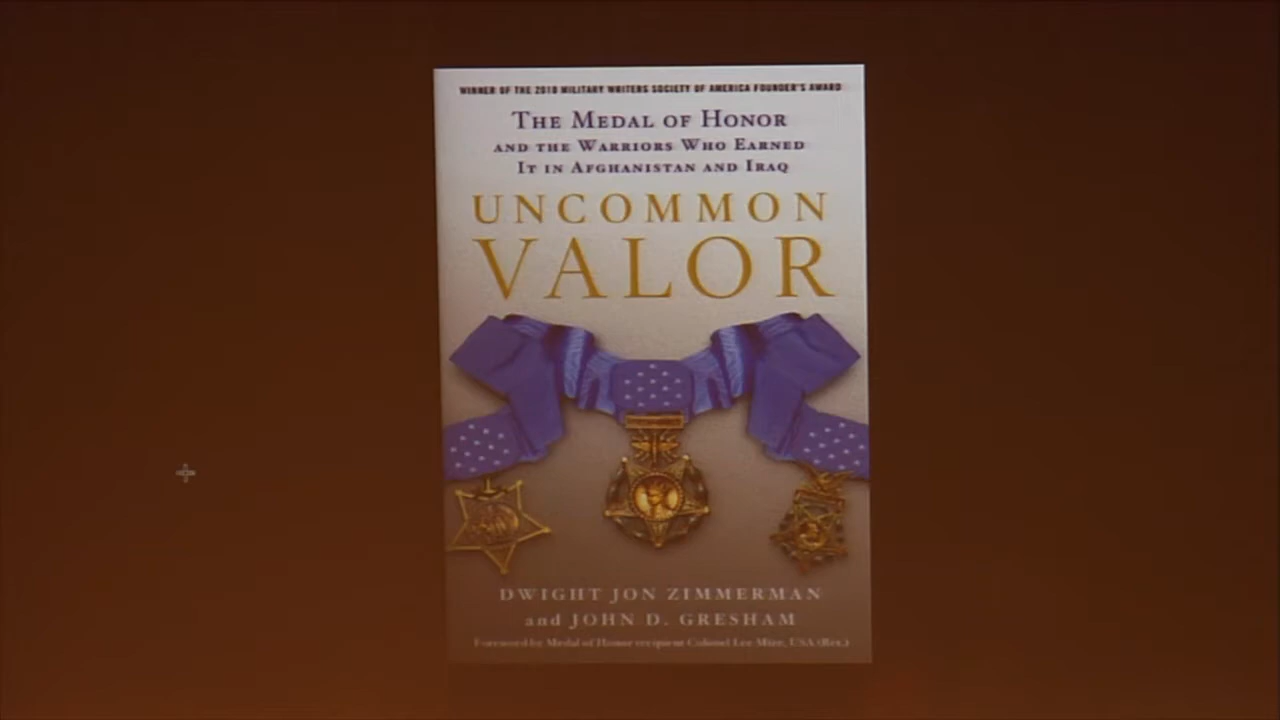 WINNER OF THE 2010 MILITARY WRITERS SOCIETY OF AMERICA FOUNDER'S AWARD
THE MEDAL OF HONOR
AND THE WARRIORS WHO EARNED
IT IN AFGHANISTAN AND IRAQ
UNCOMMON
VALOR
DWIGHT JON ZIMMERMAN
and JOHN D. GRESHAM
Foreword by Medal of Honor recipient Colonel Lee Mize, USA (Ret.)